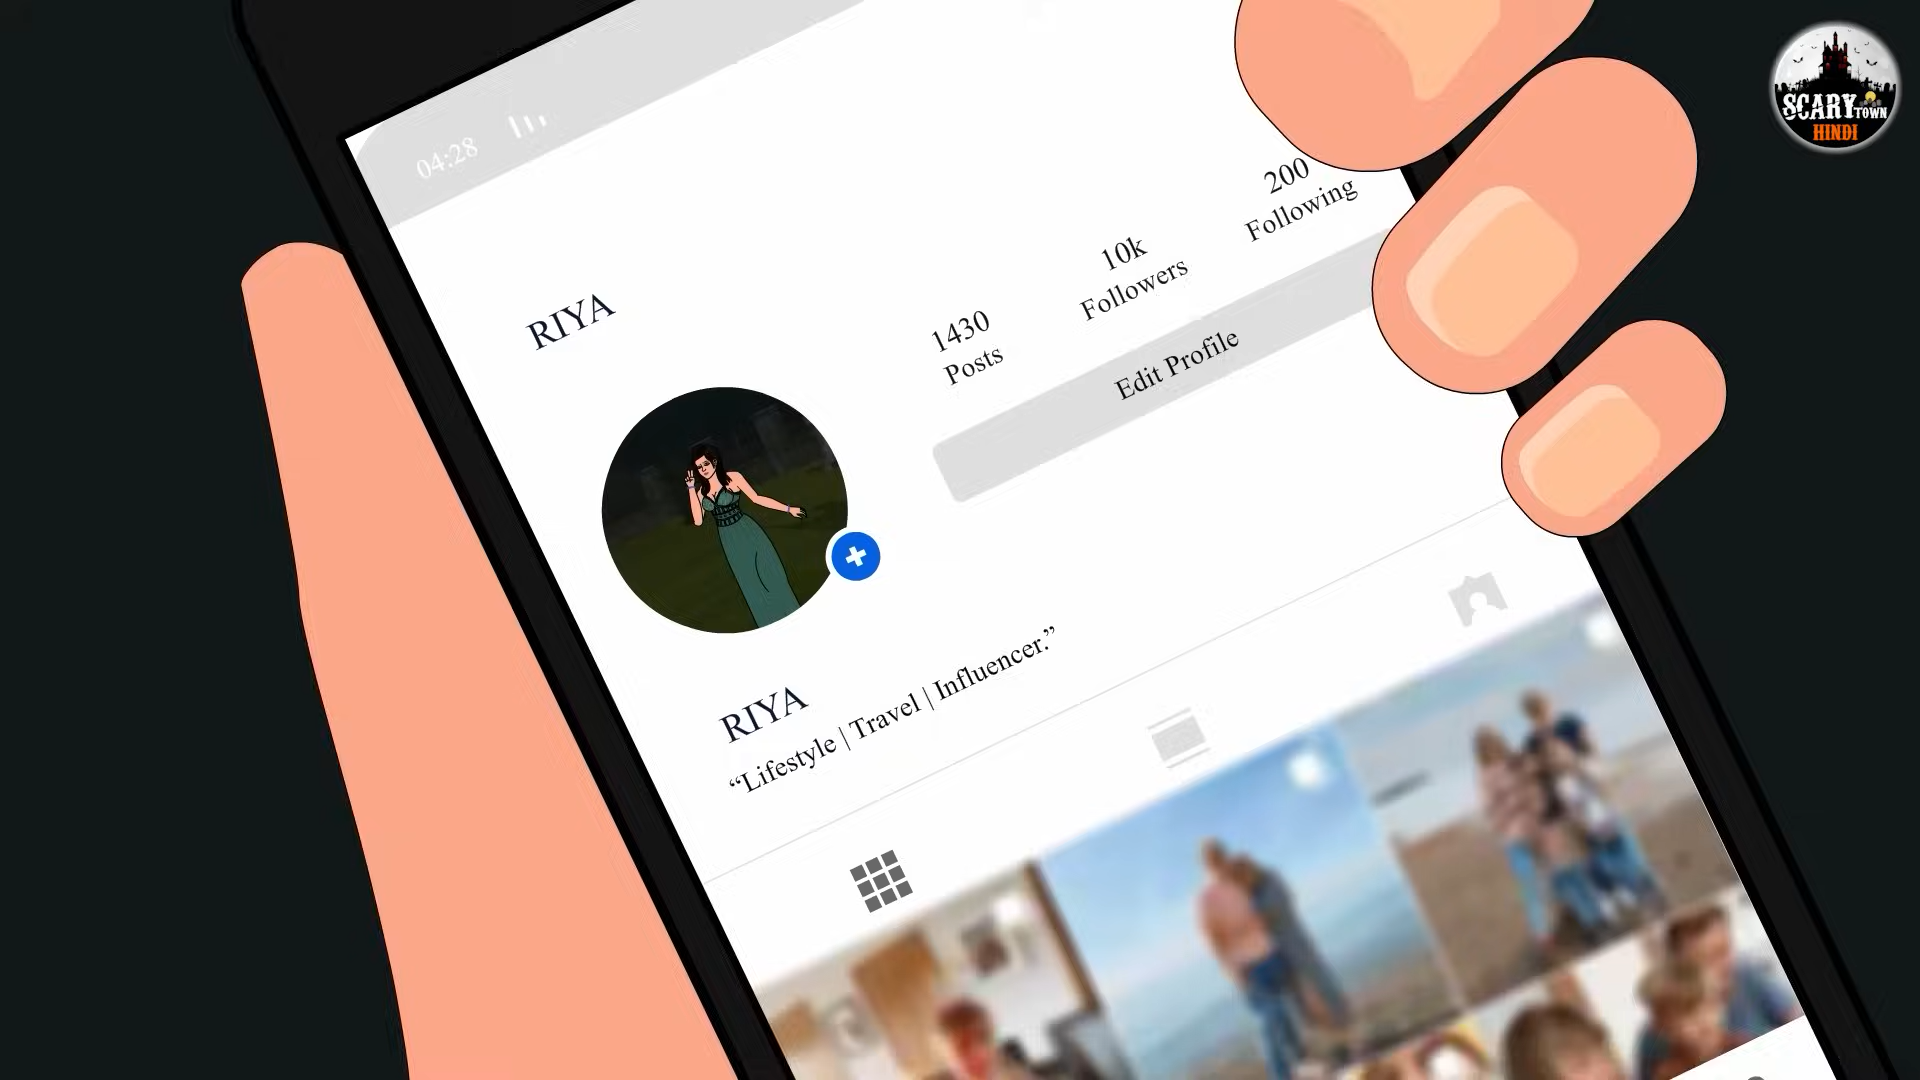 04:28
RIYA
1430
Posts
10k
Followers
200
Following
Edit Profile
RIYA
“Lifestyle | Travel | Influencer.”
SCARY TOWN
HINDI